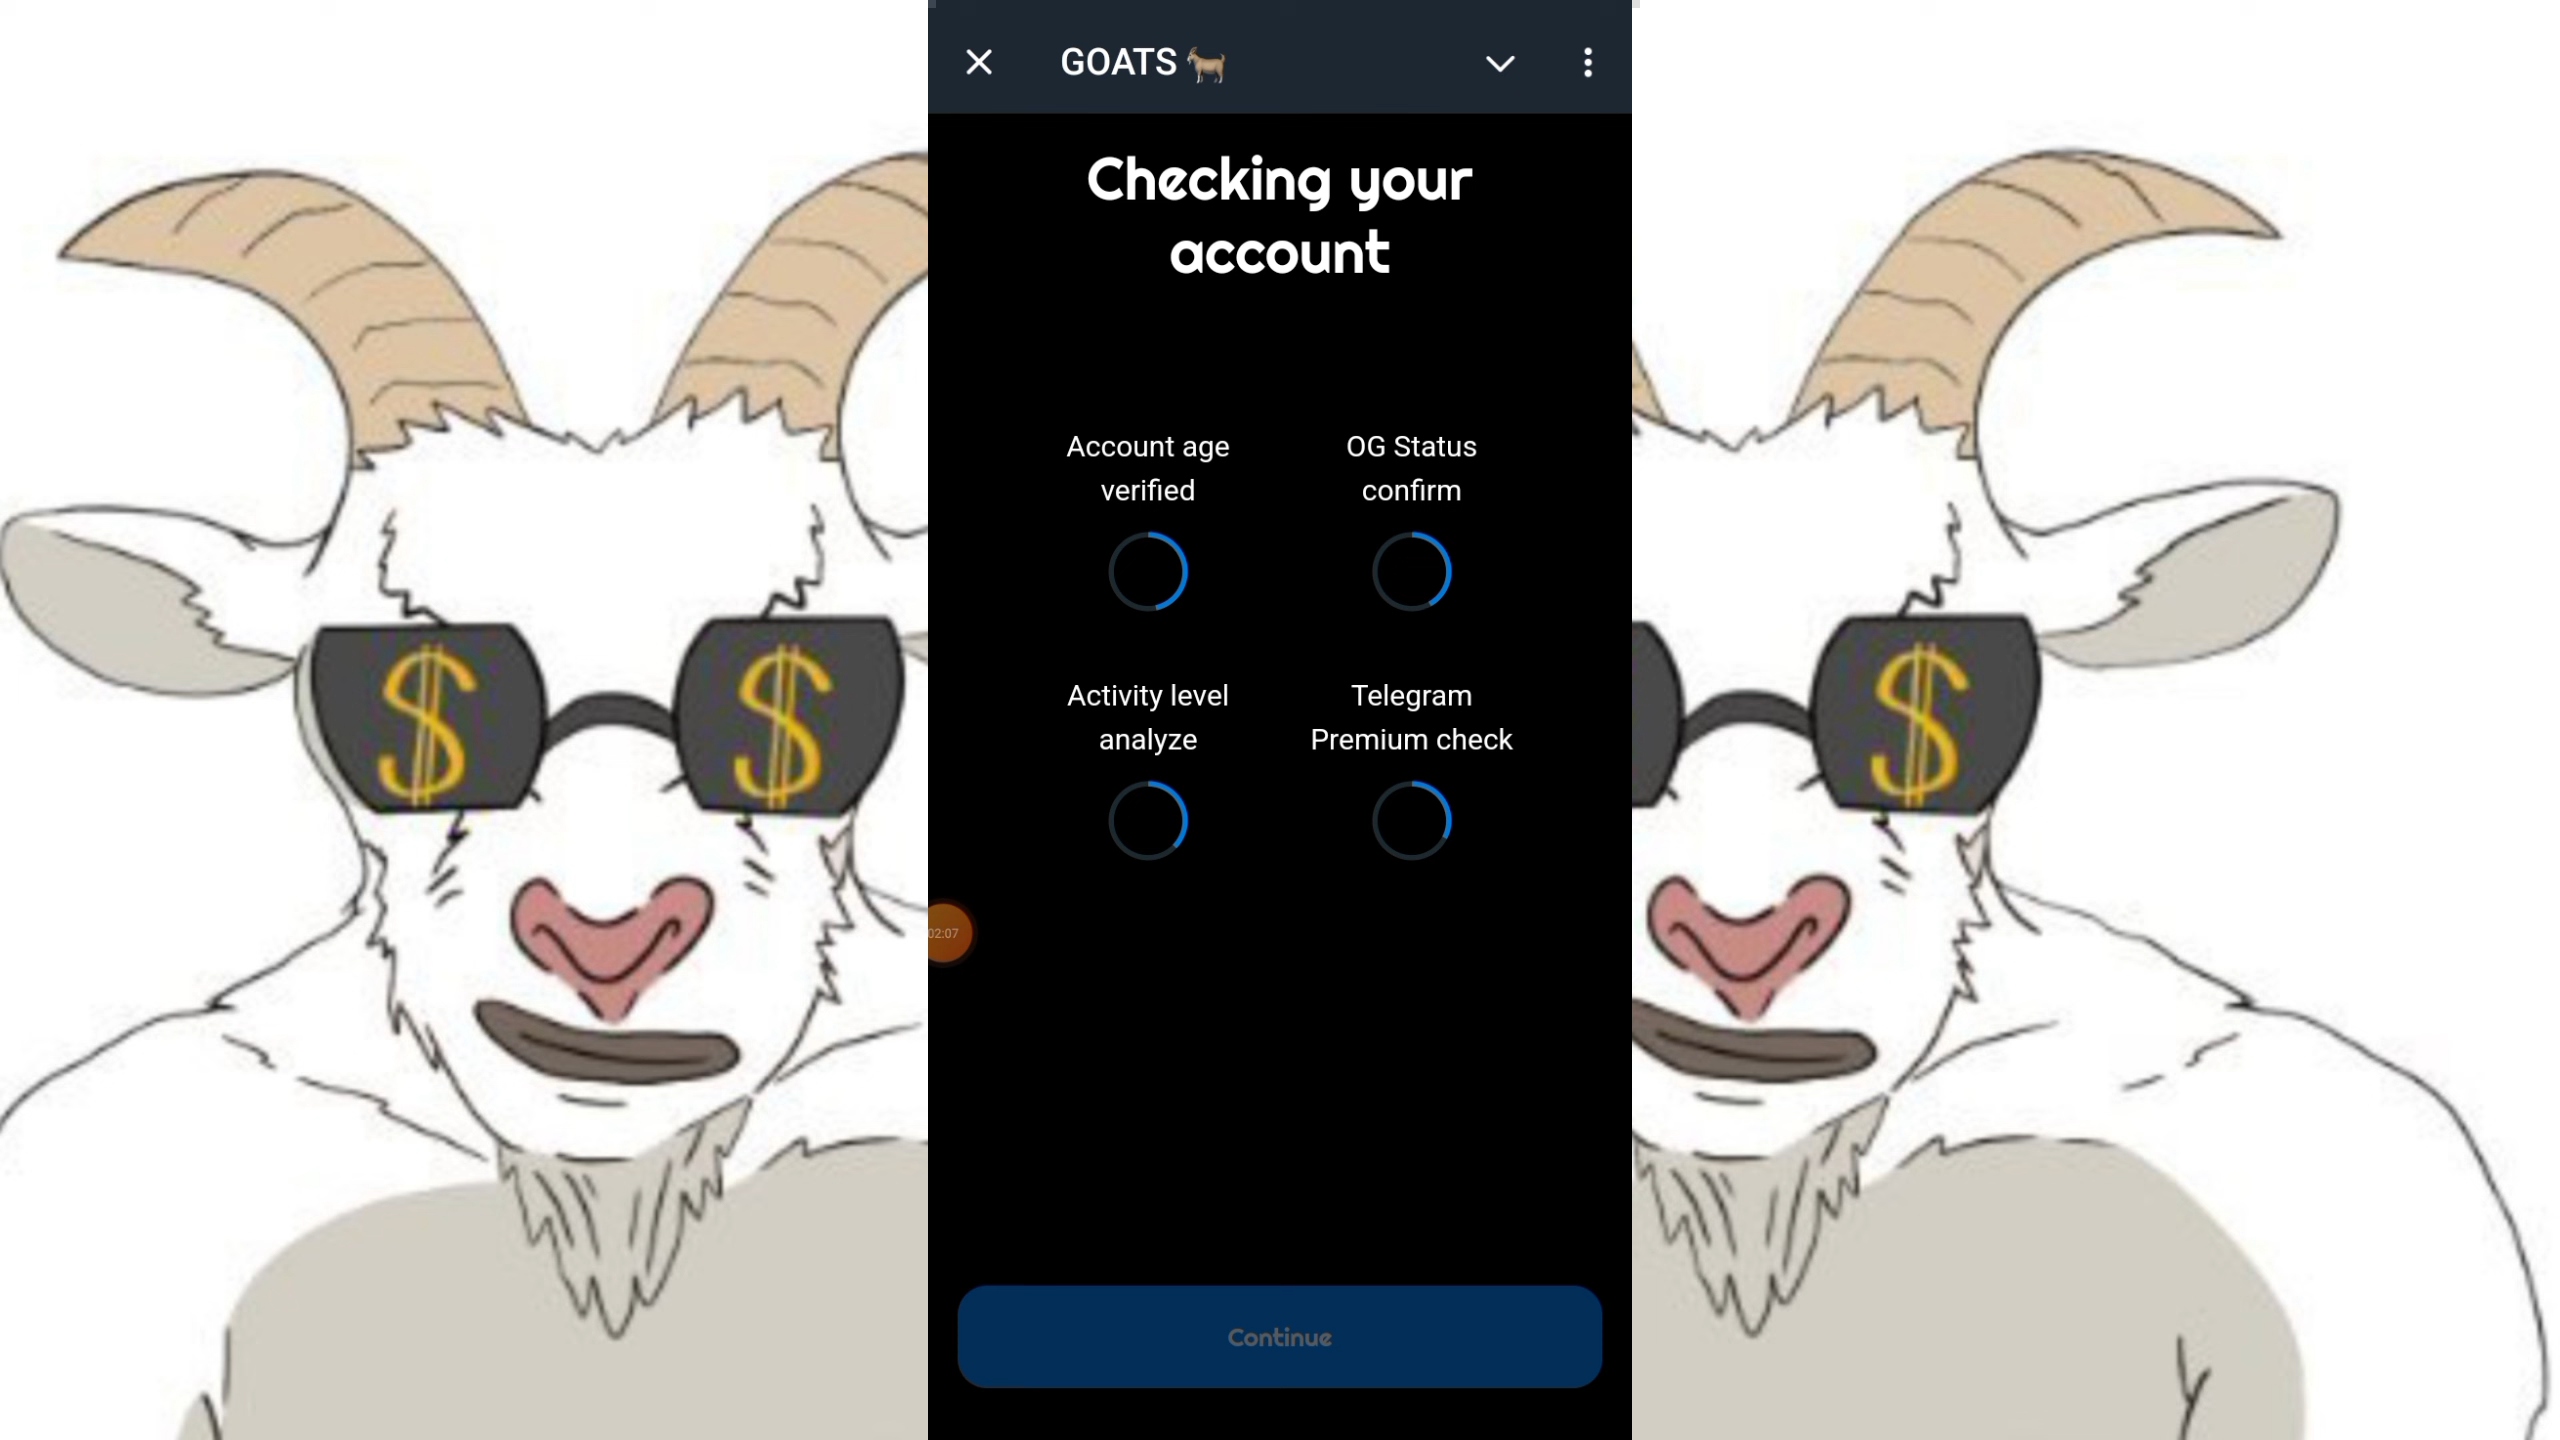 GOATS 🐐
Checking your
account
Account age
verified
OG Status
confirm
Activity level
analyze
Telegram
Premium check
02:07
Continue